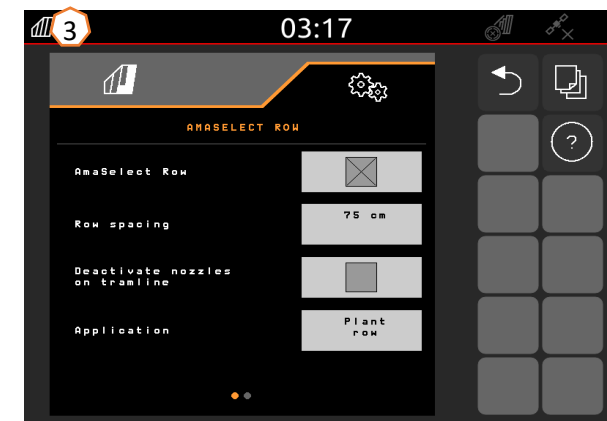 3
03:17
AMASELECT ROW
AmaSelect Row
Row spacing
75 cm
Deactivate nozzles
on tramline
Application
Plant
row
?